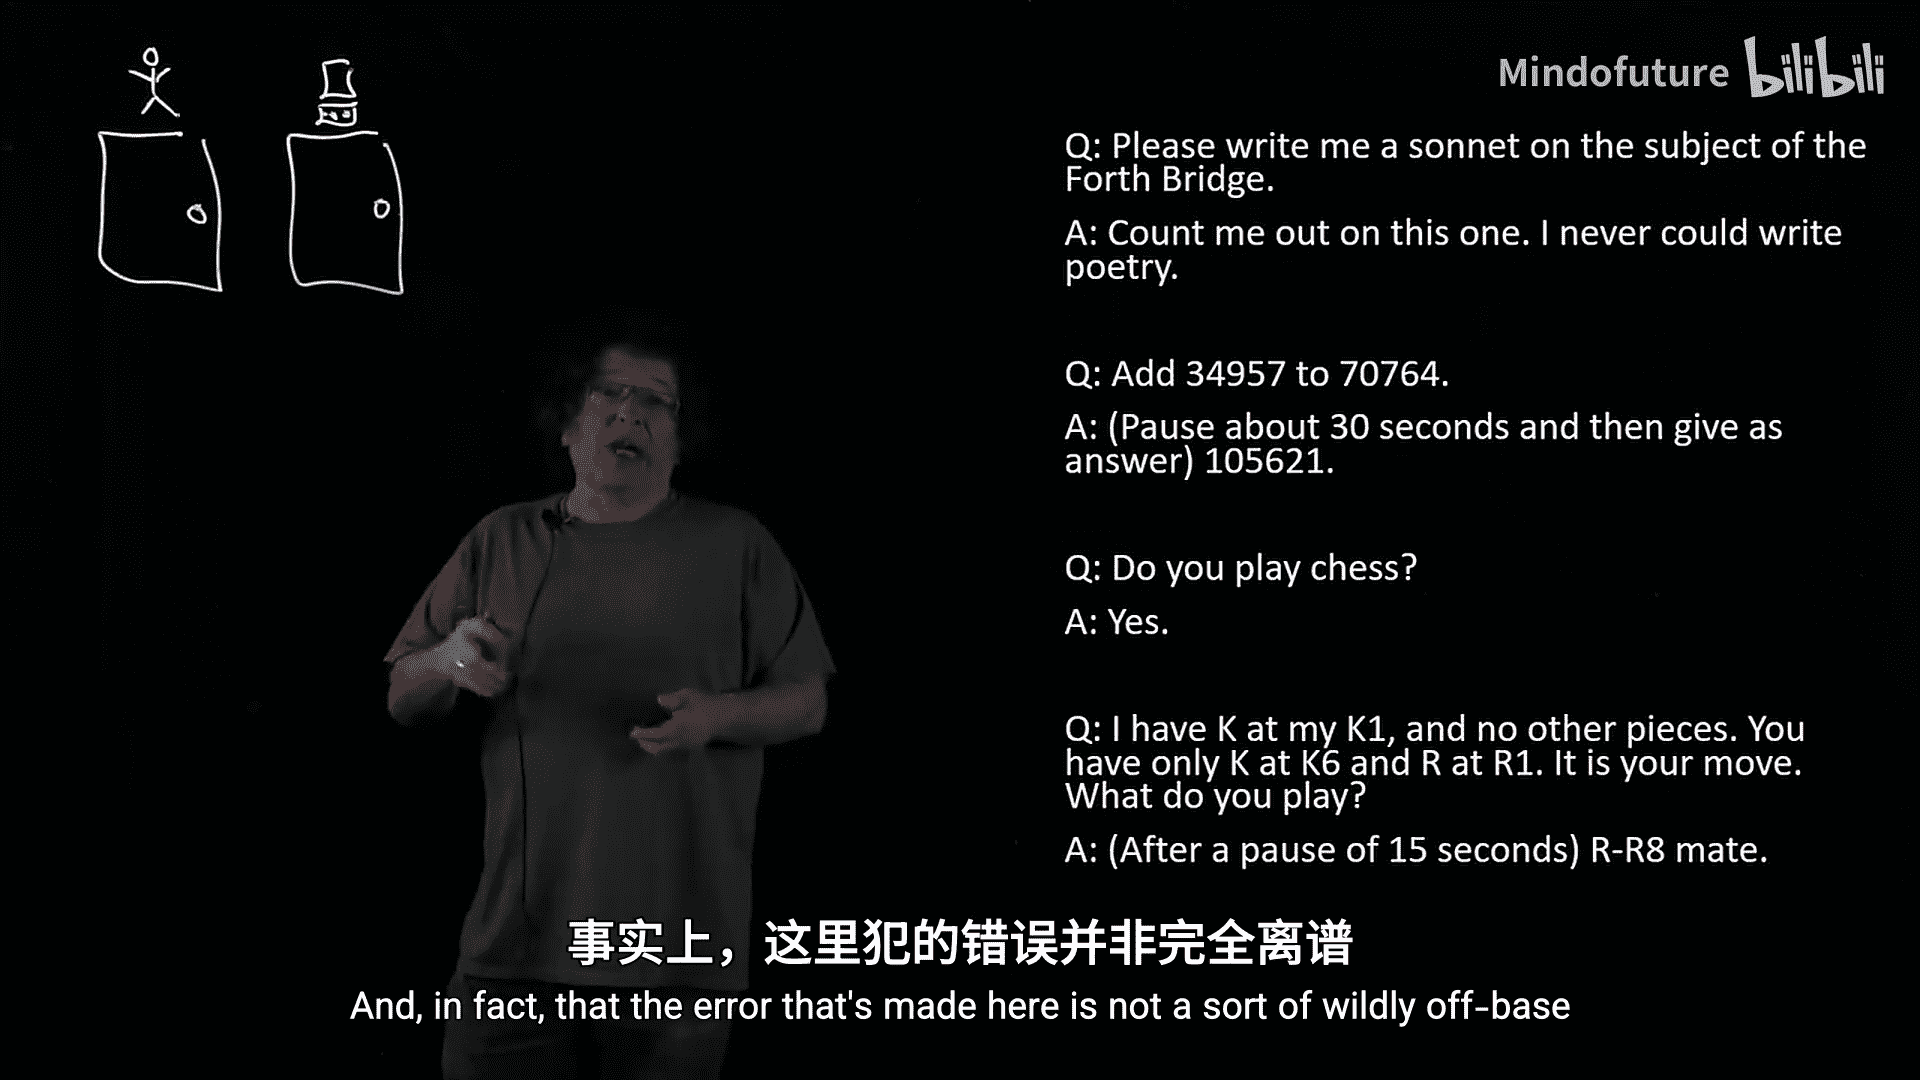 Mindofuture bilibili
Q: Please write me a sonnet on the subject of the
Forth Bridge.
A: Count me out on this one. I never could write
poetry.
Q: Add 34957 to 70764.
A: (Pause about 30 seconds and then give as
answer) 105621.
Q: Do you play chess?
A: Yes.
Q: I have K at my K1, and no other pieces. You
have only K at K6 and R at R1. It is your move.
What do you play?
A: (After a pause of 15 seconds) R-R8 mate.
事实上，这里犯的错误并非完全离谱
And, in fact, that the error that's made here is not a sort of wildly off-base